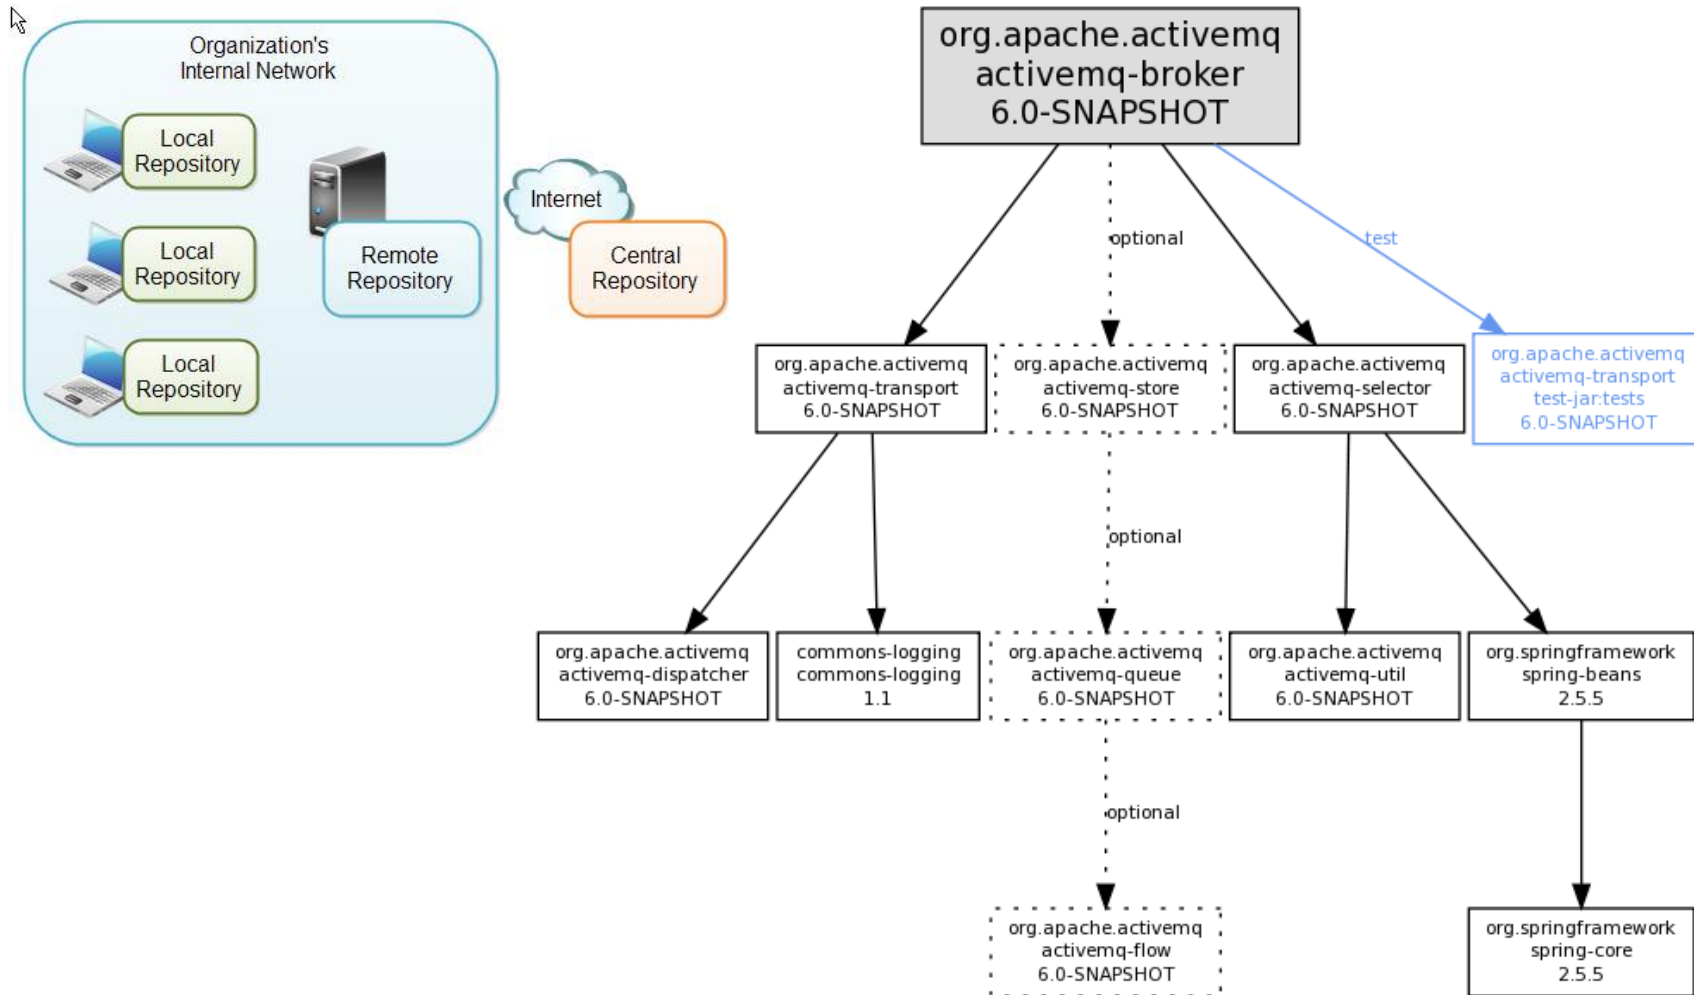 Organization's
Internal Network
Local
Repository
Local
Repository
Local
Repository
Remote
Repository
Internet
Central
Repository
org.apache.activemq
activemq-broker
6.0-SNAPSHOT
optional
test
org.apache.activemq
activemq-transport
6.0-SNAPSHOT
org.apache.activemq
activemq-store
6.0-SNAPSHOT
org.apache.activemq
activemq-selector
6.0-SNAPSHOT
org.apache.activemq
activemq-transport
test-jar:tests
6.0-SNAPSHOT
optional
org.apache.activemq
activemq-dispatcher
6.0-SNAPSHOT
commons-logging
commons-logging
1.1
org.apache.activemq
activemq-queue
6.0-SNAPSHOT
org.apache.activemq
activemq-util
6.0-SNAPSHOT
org.springframework
spring-beans
2.5.5
optional
org.apache.activemq
activemq-flow
6.0-SNAPSHOT
org.springframework
spring-core
2.5.5